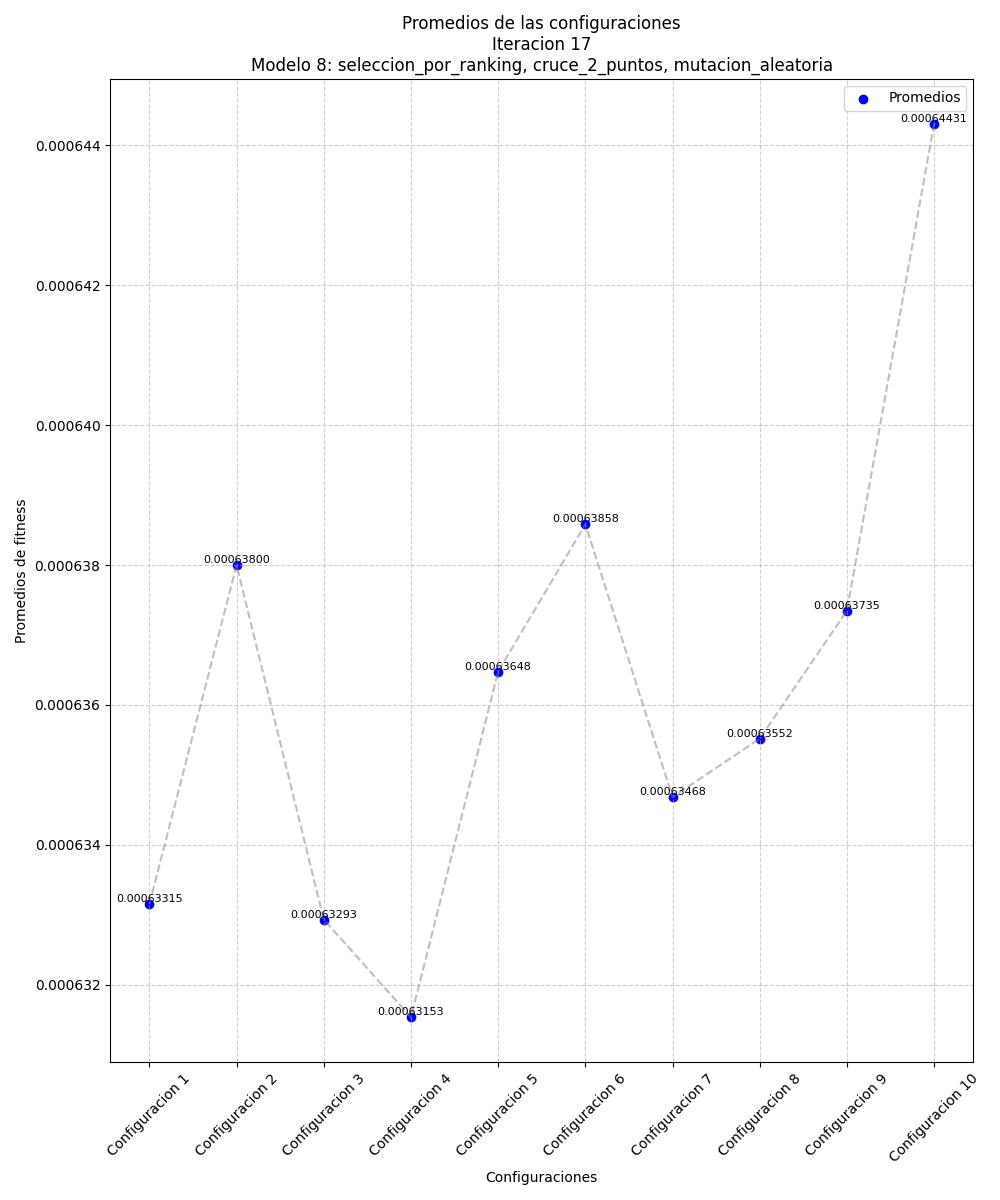 Promedios de las configuraciones
Iteracion 17
Modelo 8: seleccion_por_ranking, cruce_2_puntos, mutacion_aleatoria
Promedios
0.00064431
0.000644
0.000642
0.000640
0.00063858
0.00063800
0.000638
0.00063735
0.00063648
0.000636
0.00063552
0.00063468
0.000634
0.00063315
0.00063293
0.000632
0.00063153
Promedios de fitness
Configuracion 1
Configuracion 2
Configuracion 3
Configuracion 4
Configuracion 5
Configuracion 6
Configuracion 7
Configuracion 8
Configuracion 9
Configuracion 10
Configuraciones